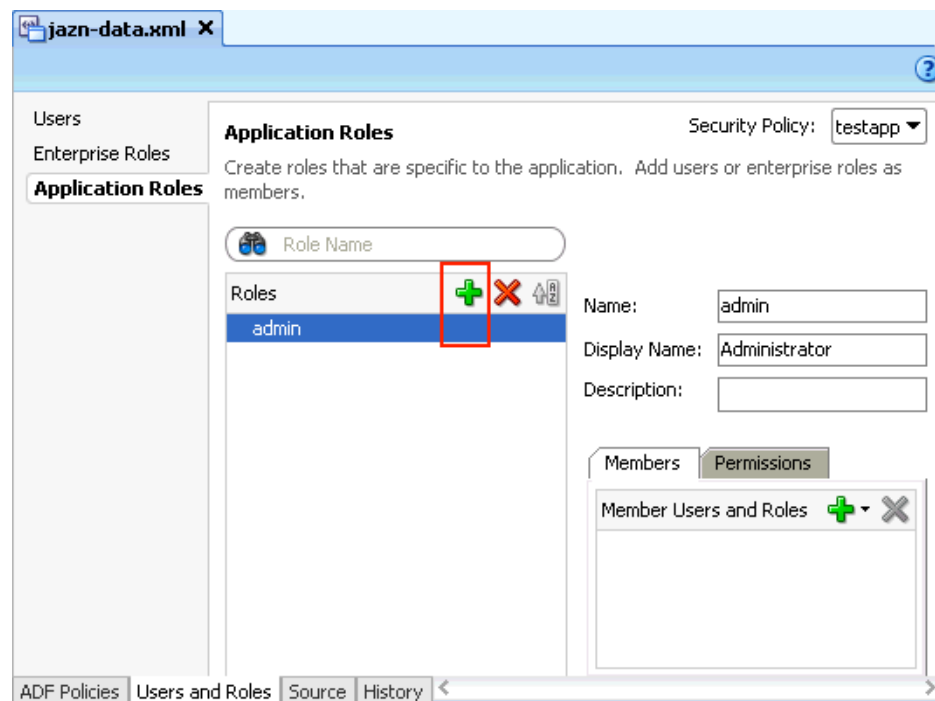 jazn-data.xml
Users
Enterprise Roles
Application Roles
Application Roles
Security Policy: testapp
Create roles that are specific to the application. Add users or enterprise roles as
members.
Role Name
Roles
admin
Name: admin
Display Name: Administrator
Description:
Members Permissions
Member Users and Roles
ADF Policies Users and Roles Source History